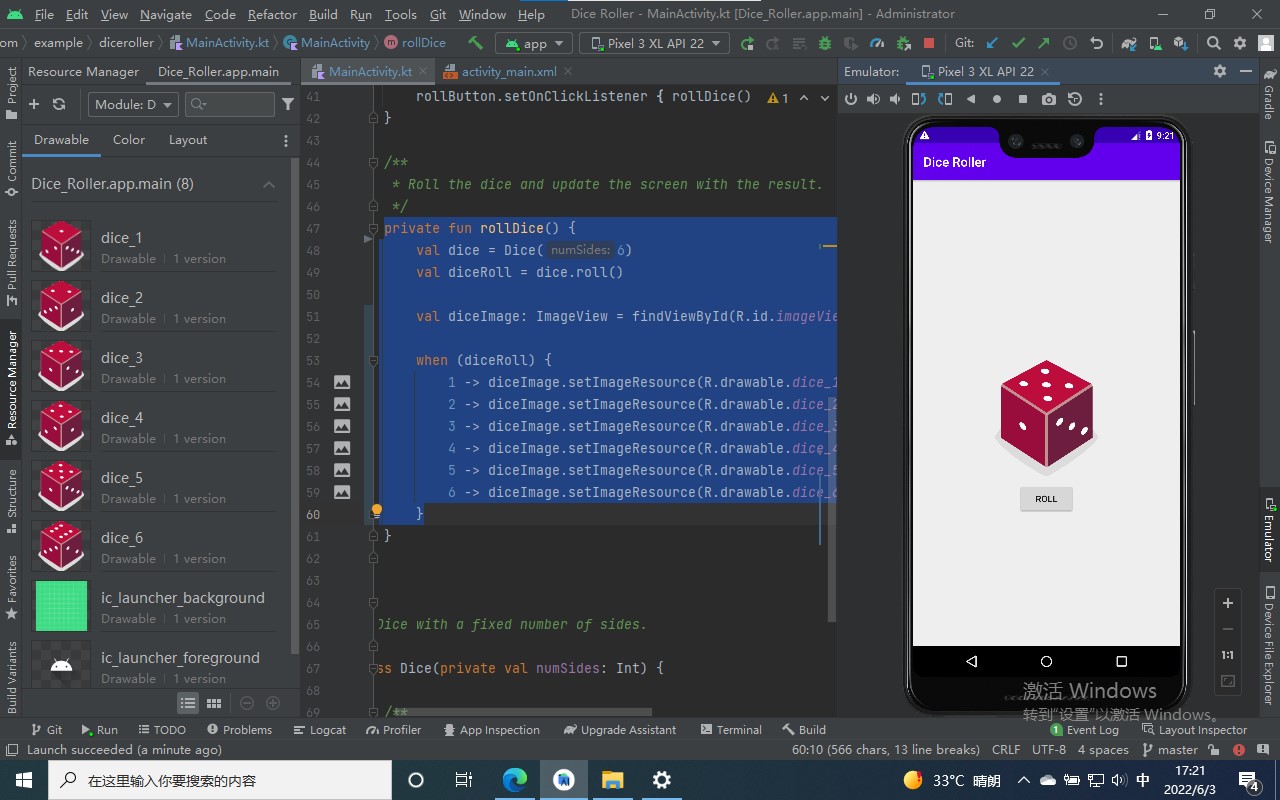 File Edit View Navigate Code Refactor Build Run Tools Git Window Help Dice Roller - MainActivity.kt [Dice_Roller.app.main] - Administrator
om example diceroller MainActivity.kt MainActivity rollDice app Pixel 3 XL API 22 Git:
Resource Manager Dice_Roller.app.main MainActivity.kt activity_main.xml Emulator: Pixel 3 XL API 22
Module: D
Drawable Color Layout
Dice_Roller.app.main (8)
dice_1
Drawable 1 version
dice_2
Drawable 1 version
dice_3
Drawable 1 version
dice_4
Drawable 1 version
dice_5
Drawable 1 version
dice_6
Drawable 1 version
ic_launcher_background
Drawable 1 version
ic_launcher_foreground
Drawable 1 version
Project
Commit
Pull Requests
Resource Manager
Structure
Favorites
Build Variants
41 rollButton.setOnClickListener { rollDice() 1
42 }
43
44 /**
45 * Roll the dice and update the screen with the result.
46 */
47 private fun rollDice() {
48 val dice = Dice( numSides: 6)
49 val diceRoll = dice.roll()
50
51 val diceImage: ImageView = findViewById(R.id.imageVie
52
53 when (diceRoll) {
54 1 -> diceImage.setImageResource(R.drawable.dice_1
55 2 -> diceImage.setImageResource(R.drawable.dice_2
56 3 -> diceImage.setImageResource(R.drawable.dice_3
57 4 -> diceImage.setImageResource(R.drawable.dice_4
58 5 -> diceImage.setImageResource(R.drawable.dice_5
59 6 -> diceImage.setImageResource(R.drawable.dice_6
60 }
61 }
62
63
64
65 Dice with a fixed number of sides.
66
67 ss Dice(private val numSides: Int) {
68
69 /**
9:21
Dice Roller
ROLL
1:1
Gradle
Device Manager
Emulator
Device File Explorer
激活 Windows
转到"设置"以激活 Windows。
Git Run TODO Problems Logcat Profiler App Inspection Upgrade Assistant Terminal Build 1 Event Log Layout Inspector
Launch succeeded (a minute ago) 60:10 (566 chars, 13 line breaks) CRLF UTF-8 4 spaces master
在这里输入你要搜索的内容 33°C 晴朗 中 17:21
2022/6/3 4